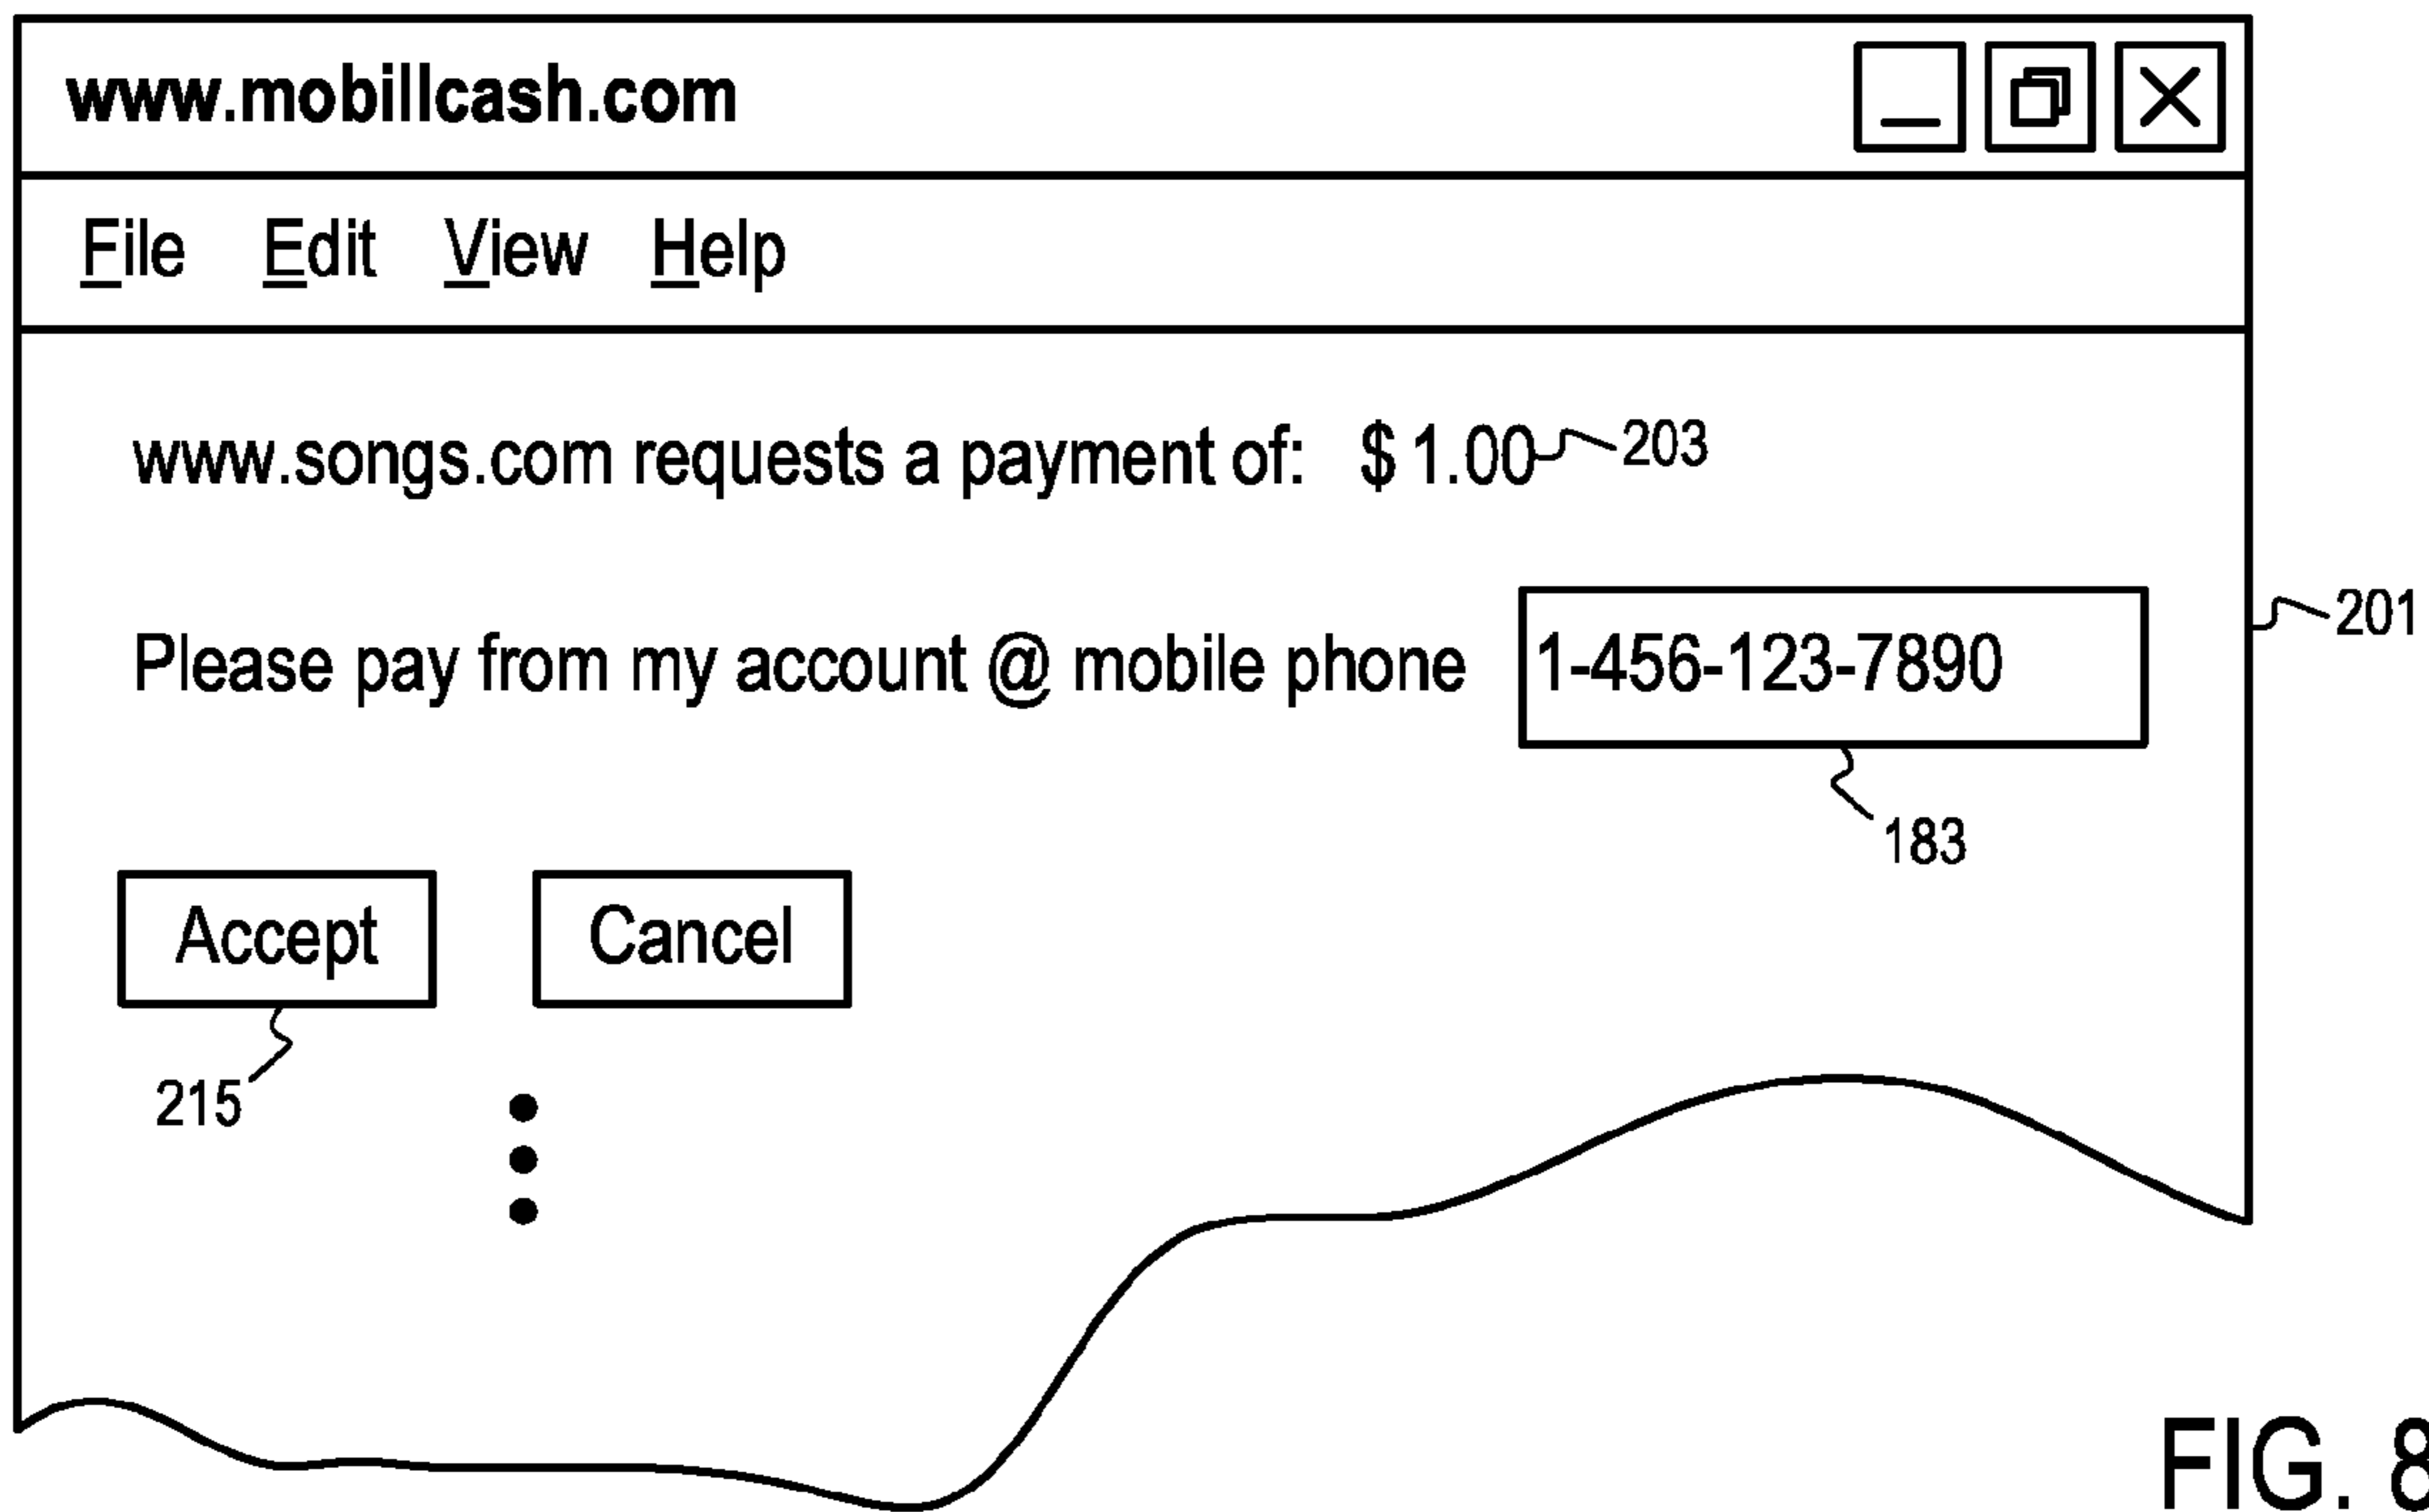 www.mobillcash.com
File Edit View Help
www.songs.com requests a payment of: $ 1.00 203
201
Please pay from my account @ mobile phone 1-456-123-7890
183
Accept Cancel
215
FIG. 8